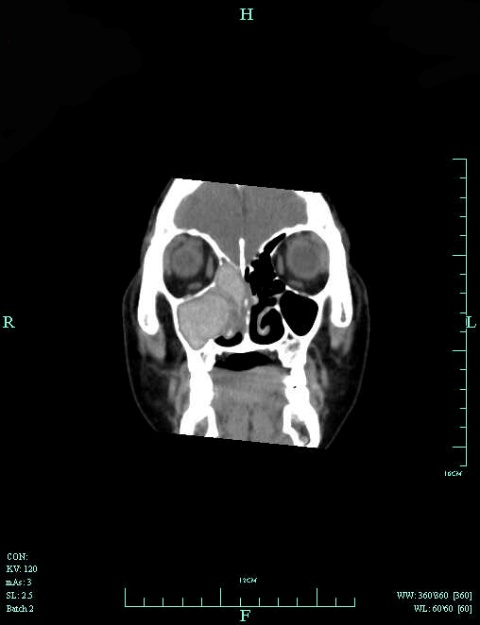 H
R
L
16CM
CON:
KV: 120
mAs: 3
SL: 2.5
Batch 2
12CM
F
WW: 360'860 [360]
WL: 60'60 [60]